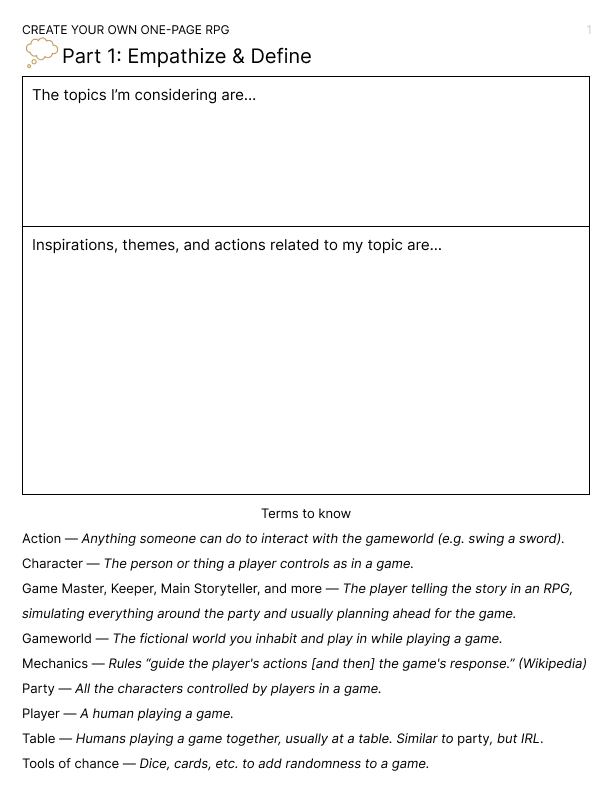 CREATE YOUR OWN ONE-PAGE RPG
1
Part 1: Empathize & Define
The topics I’m considering are...
Inspirations, themes, and actions related to my topic are...
Terms to know
Action — Anything someone can do to interact with the gameworld (e.g. swing a sword).
Character — The person or thing a player controls as in a game.
Game Master, Keeper, Main Storyteller, and more — The player telling the story in an RPG,
simulating everything around the party and usually planning ahead for the game.
Gameworld — The fictional world you inhabit and play in while playing a game.
Mechanics — Rules “guide the player's actions [and then] the game's response.” (Wikipedia)
Party — All the characters controlled by players in a game.
Player — A human playing a game.
Table — Humans playing a game together, usually at a table. Similar to party, but IRL.
Tools of chance — Dice, cards, etc. to add randomness to a game.